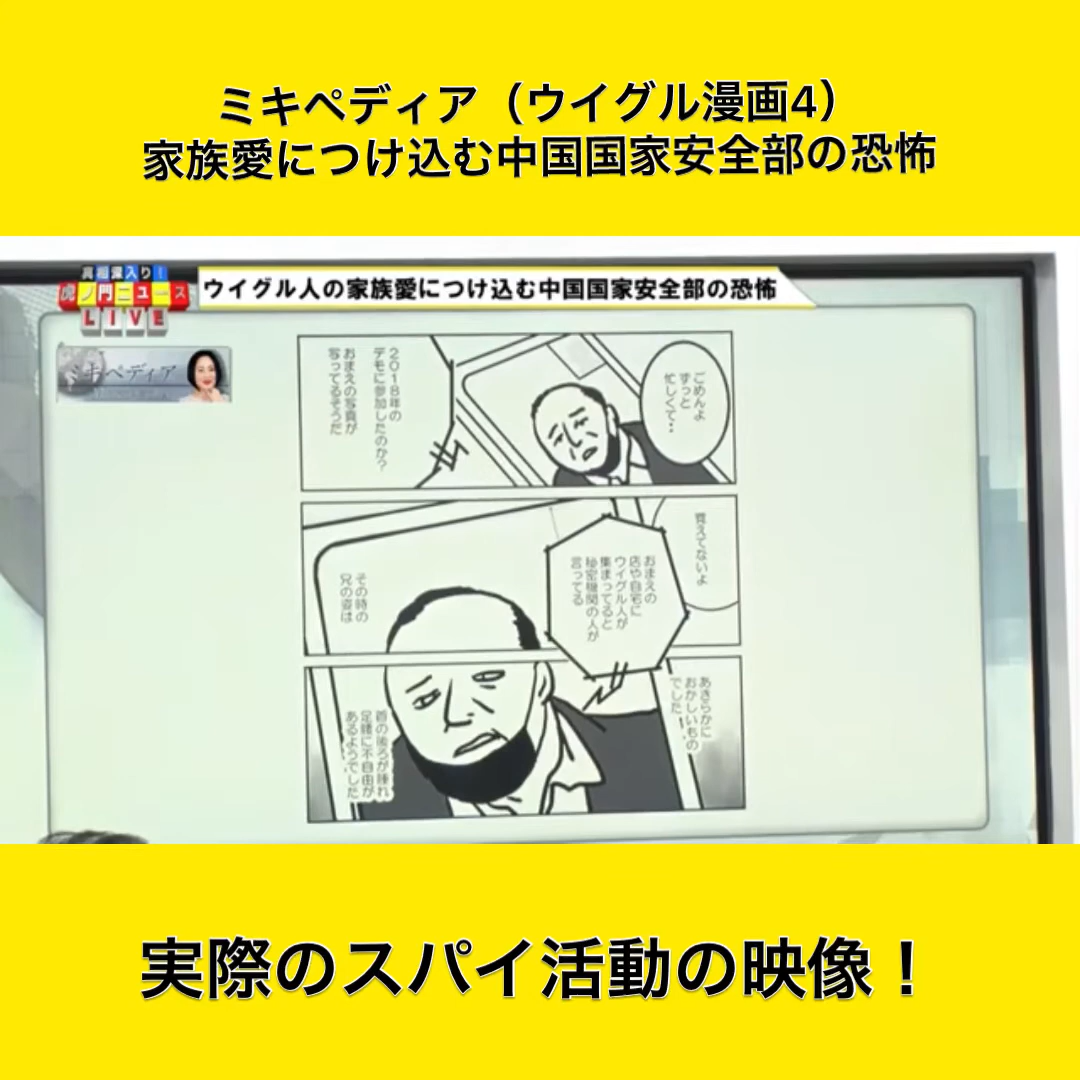 ミキペディア（ウイグル漫画4）
家族愛につけ込む中国国家安全部の恐怖
真相深入り！
虎ノ門ニュース
LIVE
ウイグル人の家族愛につけ込む中国国家安全部の恐怖
ミキペディア
ごめんよ
ずっと
忙しくて…
2018年の
デモに参加したのか？
おまえの写真が
写ってるそうだ
覚えてないよ
おまえの
店や自宅に
ウイグル人が
集まってると
秘密機関の人が
言ってる
その時の
兄の姿は
あきらかに
おかしいもの
でした
首の後ろが腫れ
足腰に不自由が
あるようでした
実際のスパイ活動の映像！